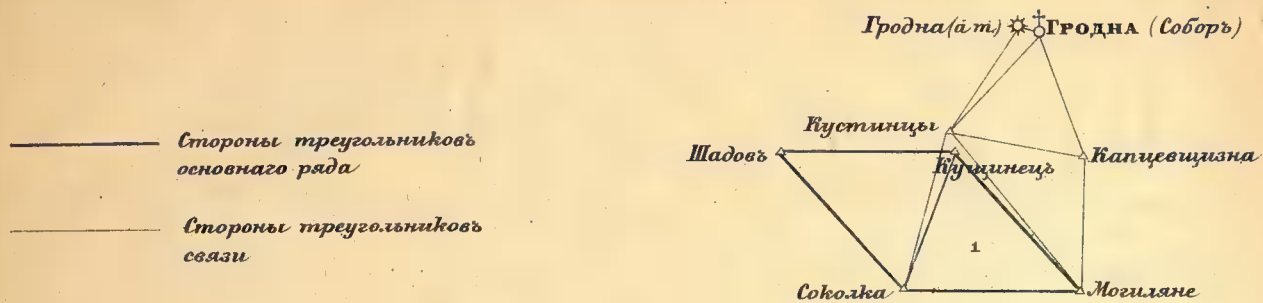 Гродна (а т.) ГРОДНА (Соборъ)
Стороны треугольниковъ
основнаго ряда
Кустинцы
Шадовъ
Кущинецъ
Капцевщизна
Стороны треугольниковъ
связи
1
Соколка
Могиляне